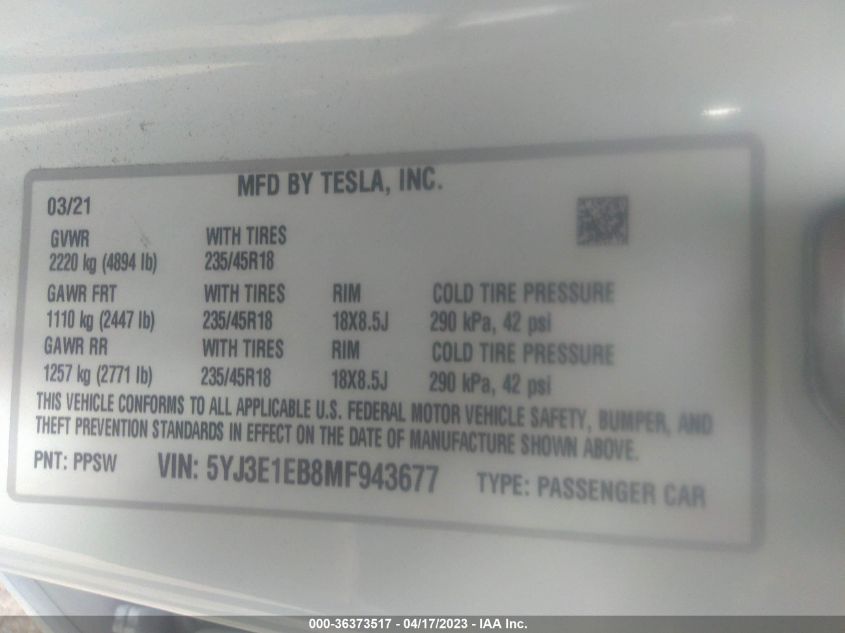 MFD BY TESLA, INC.
03/21
GVWR WITH TIRES
2220 kg (4894 lb) 235/45R18
GAWR FRT WITH TIRES RIM COLD TIRE PRESSURE
1110 kg (2447 lb) 235/45R18 18X8.5J 290 kPa, 42 psi
GAWR RR WITH TIRES RIM COLD TIRE PRESSURE
1257 kg (2771 lb) 235/45R18 18X8.5J 290 kPa, 42 psi
THIS VEHICLE CONFORMS TO ALL APPLICABLE U.S. FEDERAL MOTOR VEHICLE SAFETY, BUMPER, AND
THEFT PREVENTION STANDARDS IN EFFECT ON THE DATE OF MANUFACTURE SHOWN ABOVE.
PNT: PPSW VIN: 5YJ3E1EB8MF943677 TYPE: PASSENGER CAR
000-36373517 - 04/17/2023 - IAA Inc.